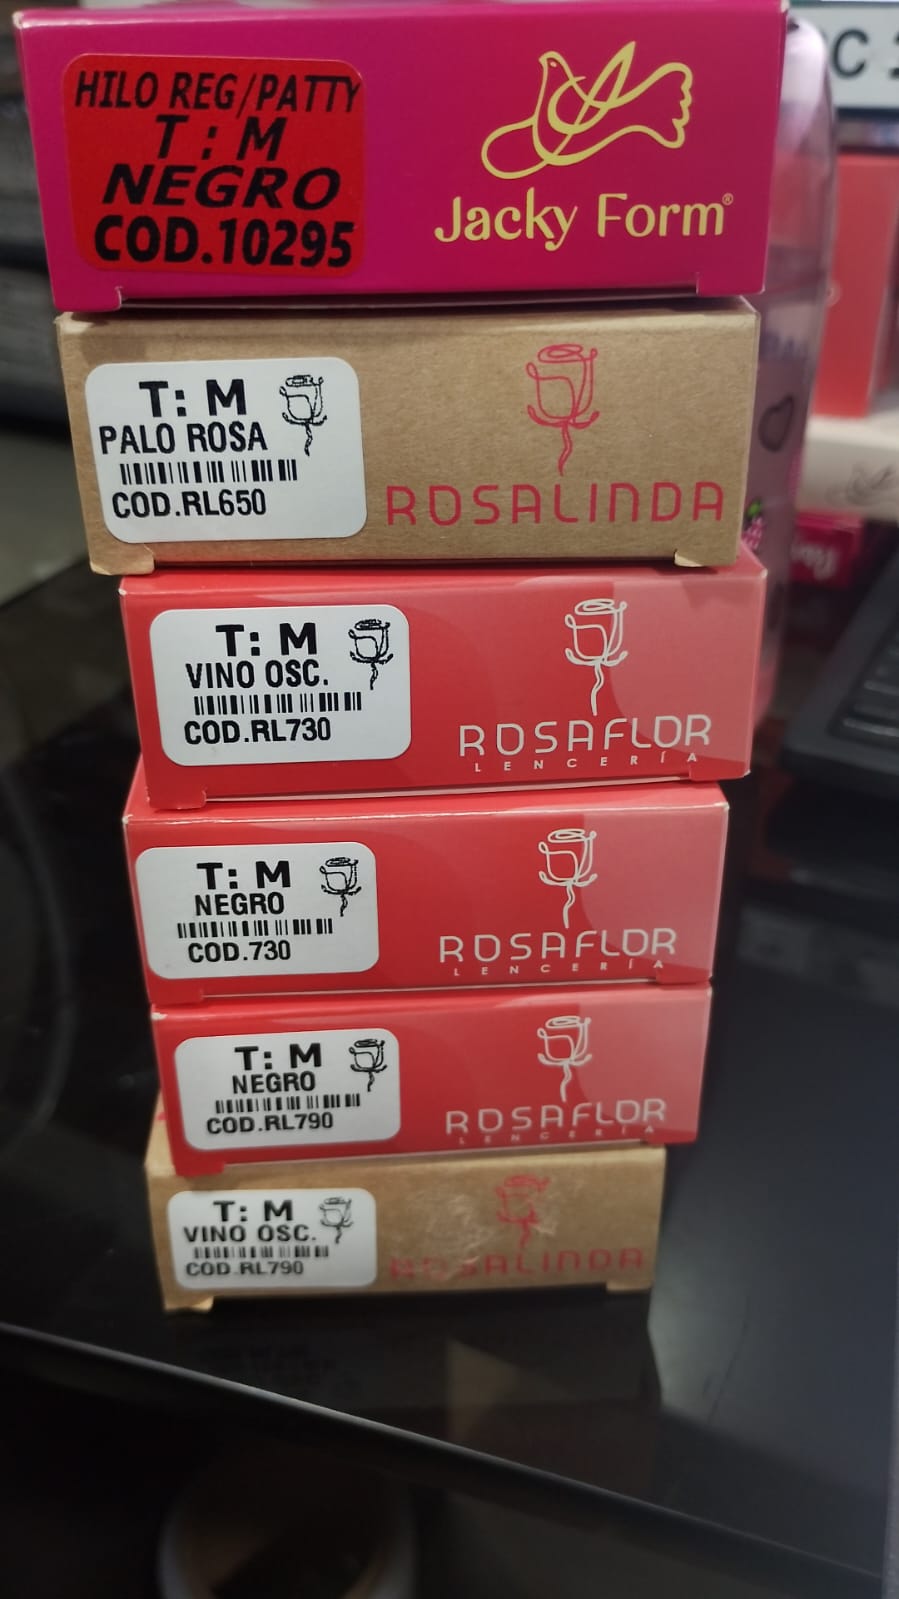 HILO REG/PATTY
T : M
NEGRO
COD.10295
Jacky Form®
T: M
PALO ROSA
COD.RL650
ROSALINDA
T: M
VINO OSC.
COD.RL730
ROSAFLOR
LENCERÍA
T: M
NEGRO
COD.730
ROSAFLOR
LENCERÍA
T: M
NEGRO
COD.RL790
ROSAFLOR
LENCERÍA
T: M
VINO OSC.
COD.RL790
ROSALINDA